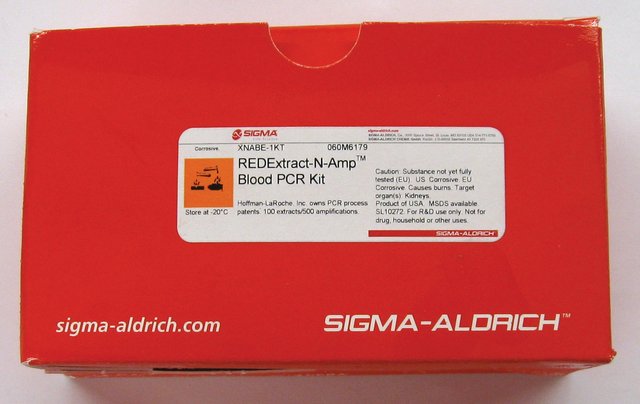 SIGMA
Corrosive.
XNABE-1KT 060M6179
REDExtract-N-Amp™
Blood PCR Kit
Store at -20°C
Hoffman-LaRoche, Inc. owns PCR process
patents. 100 extracts/500 amplifications.
sigma-aldrich.com
Caution: Substance not yet fully
tested (EU). US: Corrosive. EU:
Corrosive. Causes burns. Target
organ(s): Kidneys.
Product of USA. MSDS available.
SL10272. For R&D use only. Not for
drug, household or other uses.
SIGMA-ALDRICH
sigma-aldrich.com
SIGMA-ALDRICH™